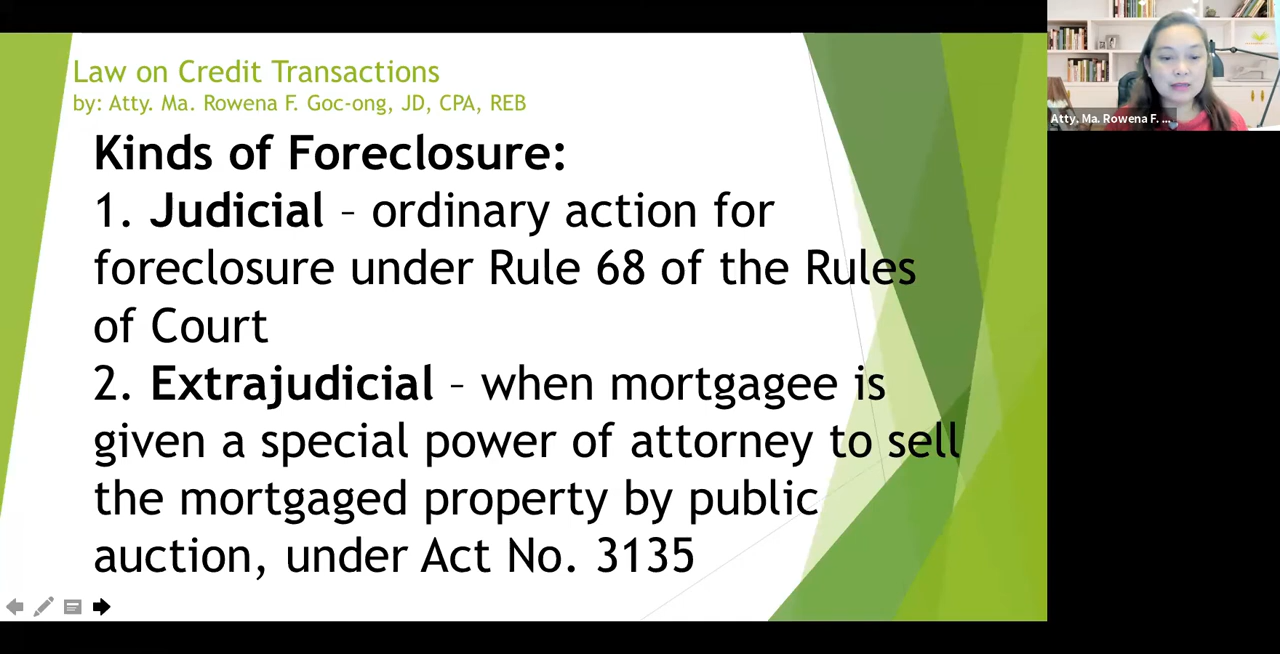 Law on Credit Transactions
by: Atty. Ma. Rowena F. Goc-ong, JD, CPA, REB
Kinds of Foreclosure:
1. Judicial – ordinary action for
foreclosure under Rule 68 of the Rules
of Court
2. Extrajudicial – when mortgagee is
given a special power of attorney to sell
the mortgaged property by public
auction, under Act No. 3135
Atty. Ma. Rowena F. ...